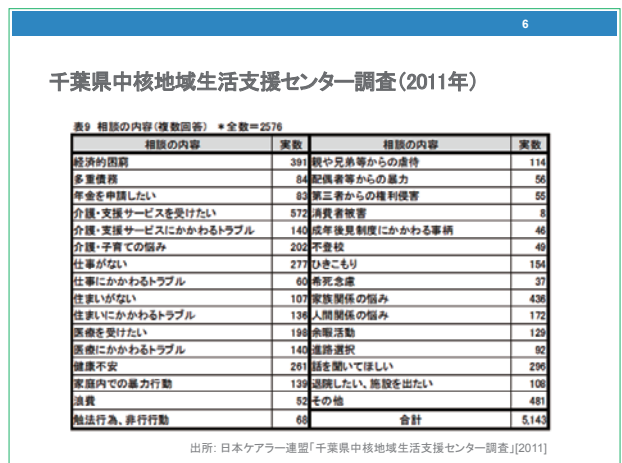 6
千葉県中核地域生活支援センター調査(2011年)
表9 相談の内容(複数回答) *全数=2576
相談の内容 実数 相談の内容 実数
経済的困窮 391 親や兄弟等からの虐待 114
多重債務 84 配偶者等からの暴力 56
年金を申請したい 83 第三者からの権利侵害 55
介護・支援サービスを受けたい 572 消費者被害 8
介護・支援サービスにかかわるトラブル 140 成年後見制度にかかわる事柄 46
介護・子育ての悩み 202 不登校 49
仕事がない 277 ひきこもり 154
仕事にかかわるトラブル 60 希死念慮 37
住まいがない 107 家族関係の悩み 436
住まいにかかわるトラブル 136 人間関係の悩み 172
医療を受けたい 198 余暇活動 129
医療にかかわるトラブル 140 進路選択 92
健康不安 261 話を聞いてほしい 296
家庭内での暴力行動 139 退院したい、施設を出たい 108
浪費 52 その他 481
触法行為、非行行動 68 合計 5,143
出所: 日本ケアラー連盟「千葉県中核地域生活支援センター調査」[2011]